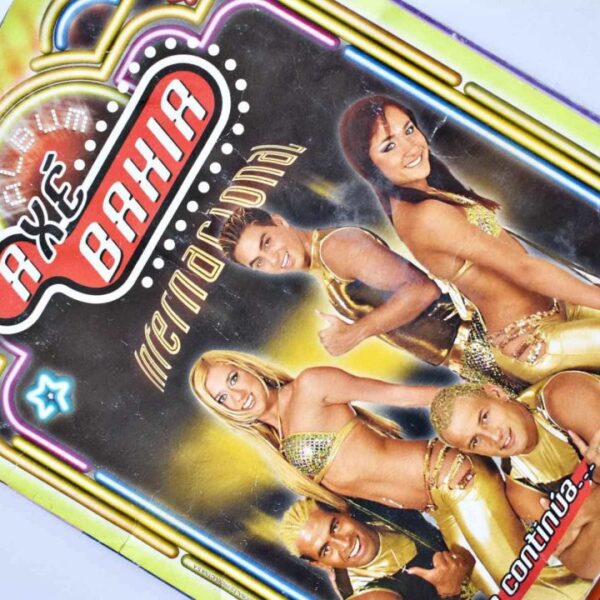 ALBUM
AXÉ
BAHIA
Internacional
continúa...